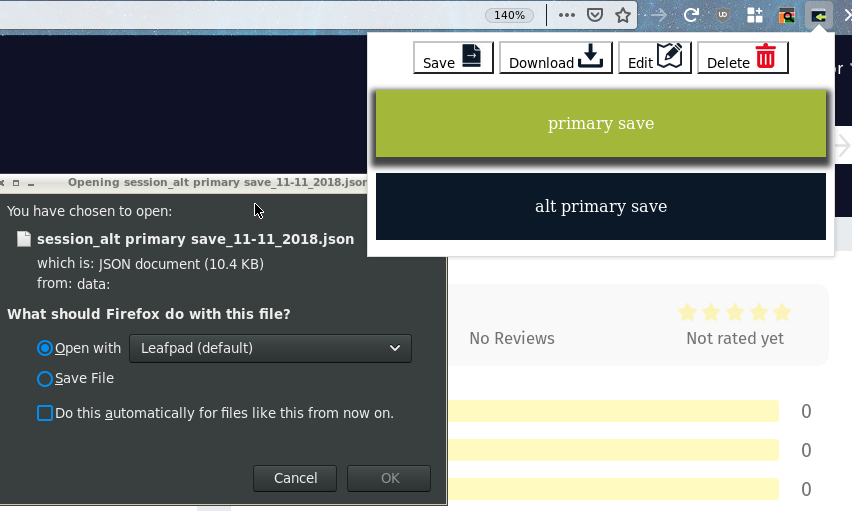 140%
Save
Download
Edit
Delete
or
primary save
alt primary save
Opening session_alt primary save_11-11_2018.json
You have chosen to open:
session_alt primary save_11-11_2018.json
which is: JSON document (10.4 KB)
from: data:
What should Firefox do with this file?
Open with
Leafpad (default)
Save File
Do this automatically for files like this from now on.
Cancel
OK
No Reviews
Not rated yet
0
0
0